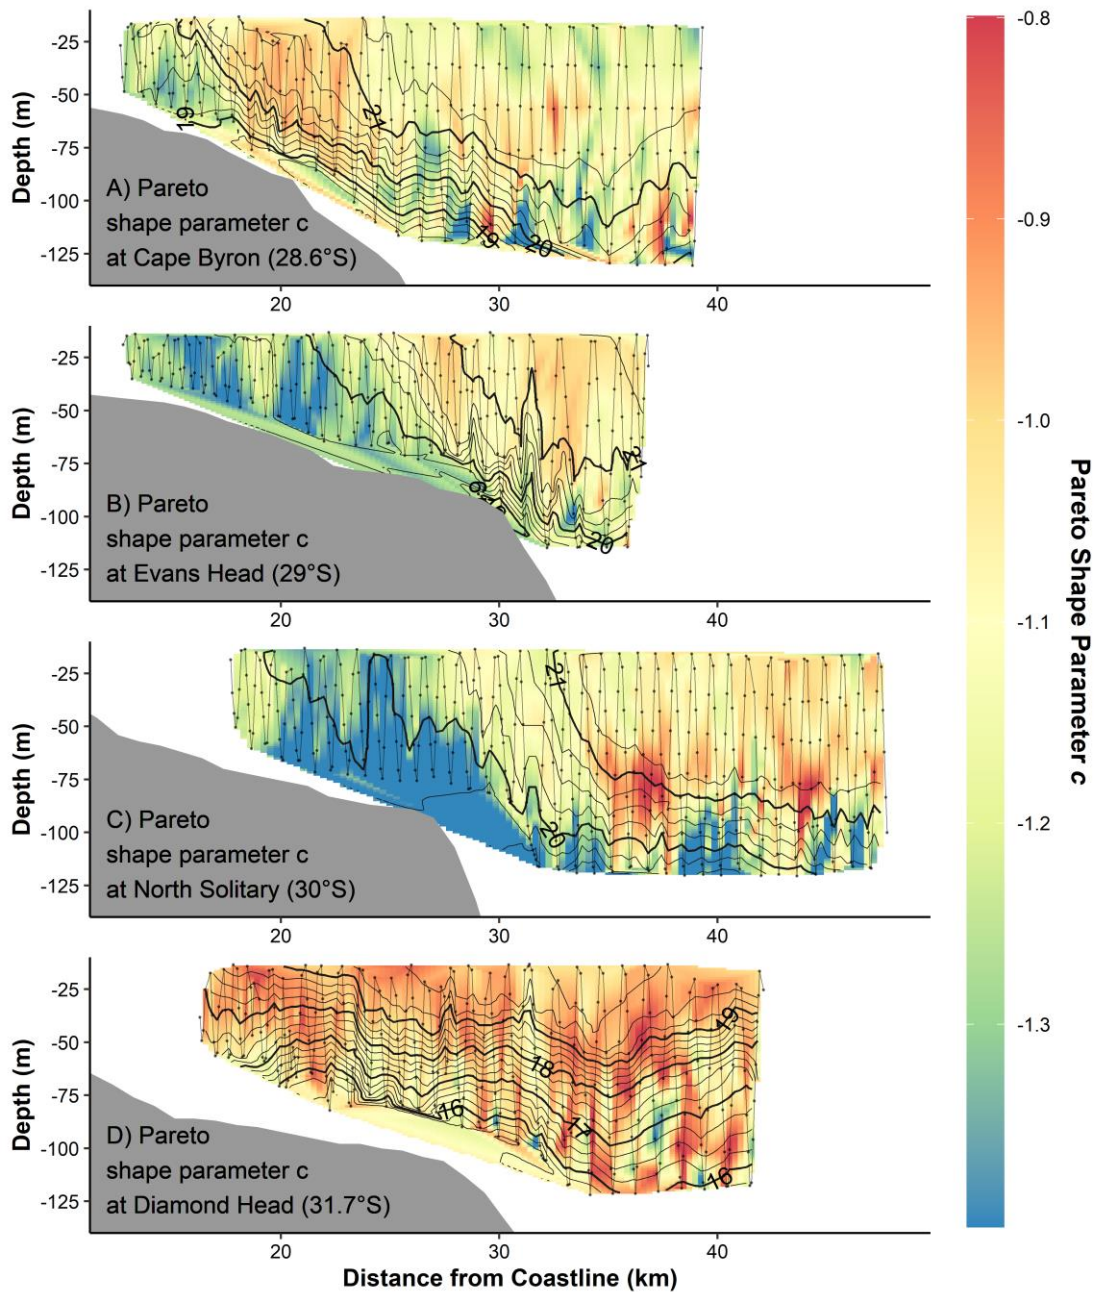 -25
-50
-75
-100
-125
Depth (m)
19
21
19
20
A) Pareto
shape parameter c
at Cape Byron (28.6°S)
20
30
40
-25
-50
-75
-100
-125
Depth (m)
21
20
B) Pareto
shape parameter c
at Evans Head (29°S)
20
30
40
-25
-50
-75
-100
-125
Depth (m)
21
20
C) Pareto
shape parameter c
at North Solitary (30°S)
20
30
40
-25
-50
-75
-100
-125
Depth (m)
19
18
17
16
16
D) Pareto
shape parameter c
at Diamond Head (31.7°S)
20
30
40
Distance from Coastline (km)
-0.8
-0.9
-1.0
-1.1
-1.2
-1.3
Pareto Shape Parameter c